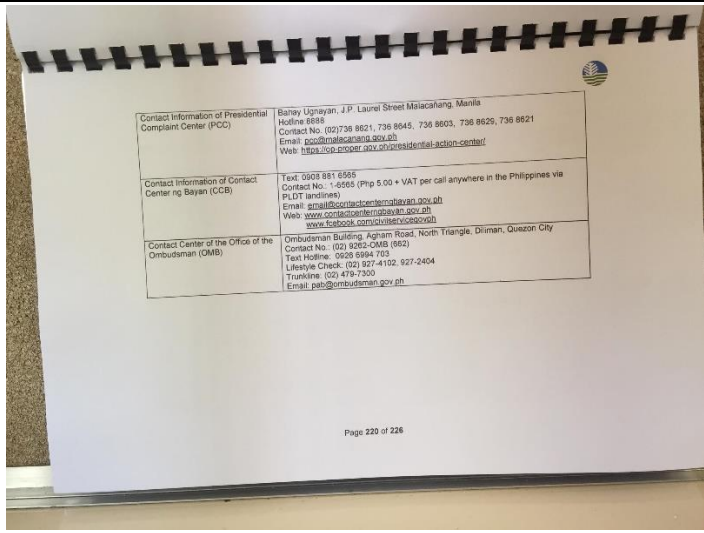 Contact Information of Presidential
Complaint Center (PCC)
Bahay Ugnayan, J.P. Laurel Street Malacañang, Manila
Hotline:8888
Contact No. (02)736 8621, 736 8645, 736 8603, 736 8629, 736 8621
Email: pcc@malacanang.gov.ph
Web: https://op-proper.gov.ph/presidential-action-center/
Contact Information of Contact
Center ng Bayan (CCB)
Text: 0908 881 6565
Contact No.: 1-6565 (Php 5.00 + VAT per call anywhere in the Philippines via
PLDT landlines)
Email: email@contactcenterngbayan.gov.ph
Web: www.contactcenterngbayan.gov.ph
www.fcebook.com/civilservicegovph
Contact Center of the Office of the
Ombudsman (OMB)
Ombudsman Building, Agham Road, North Triangle, Diliman, Quezon City
Contact No.: (02) 9262-OMB (662)
Text Hotline: 0926 6994 703
Lifestyle Check: (02) 927-4102, 927-2404
Trunkline: (02) 479-7300
Email: pab@ombudsman.gov.ph
Page 220 of 226